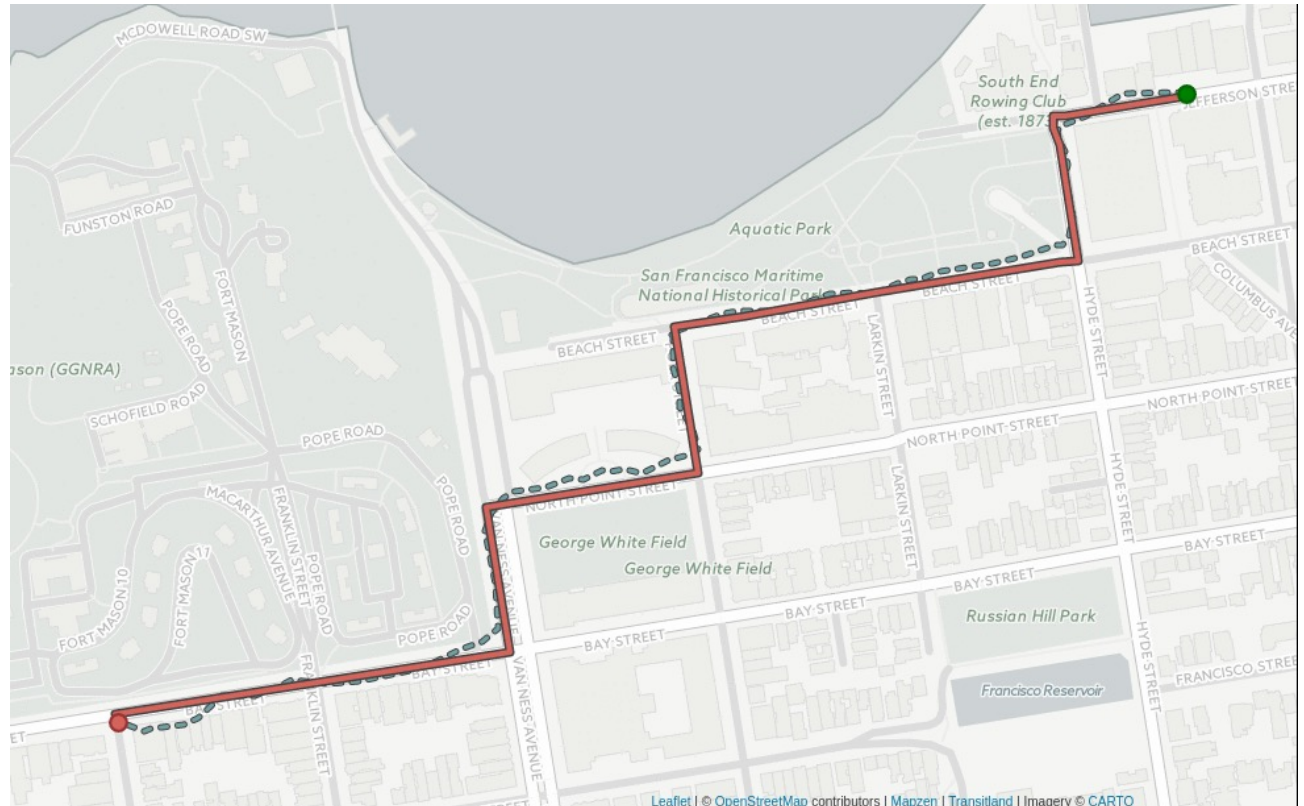 MCDOWELL ROAD SW
South End
Rowing Club
(est. 1873
JEFFERSON STREE
FUNSTON ROAD
FORT MASON
POPE ROAD
Aquatic Park
BEACH STREET
COLUMBUS AVE
San Francisco Maritime
National Historical Park
BEACH STREET
BEACH STREET
BEACH STREET
LARKIN STREET
HYDE STREET
ason (GGNRA)
SCHOFIELD ROAD
POPE ROAD
STREET
NORTH POINT STREET
NORTH POINT STREET
NORTH POINT STREET
MACARTHUR AVENUE
FRANKLIN STREET
POPE ROAD
POPE ROAD
VAN NESS AVENUE
LARKIN STREET
HYDE STREET
George White Field
George White Field
BAY STREET
BAY STREET
BAY STREET
BAY STREET
Russian Hill Park
FORT MASON 10
FORT MASON 17
POPE ROAD
BAY STREET
FRANKLIN STREET
VAN NESS AVENUE
HYDE STREET
FRANCISCO STREE
Francisco Reservoir
BAY STREET
ET
Leaflet | © OpenStreetMap contributors | Mapzen | Transitland | Imagery © CARTO